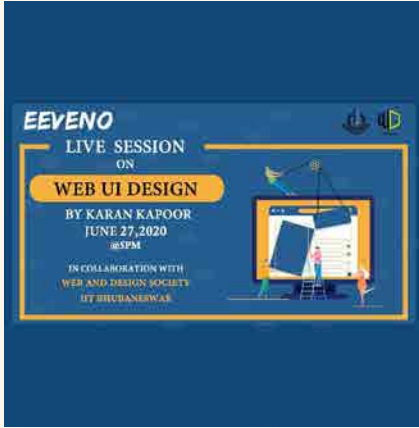 EEVENO
LIVE SESSION
ON
WEB UI DESIGN
BY KARAN KAPOOR
JUNE 27,2020
@5PM
IN COLLABORATION WITH
WEB AND DESIGN SOCIETY
IIT BHUBANESWAR